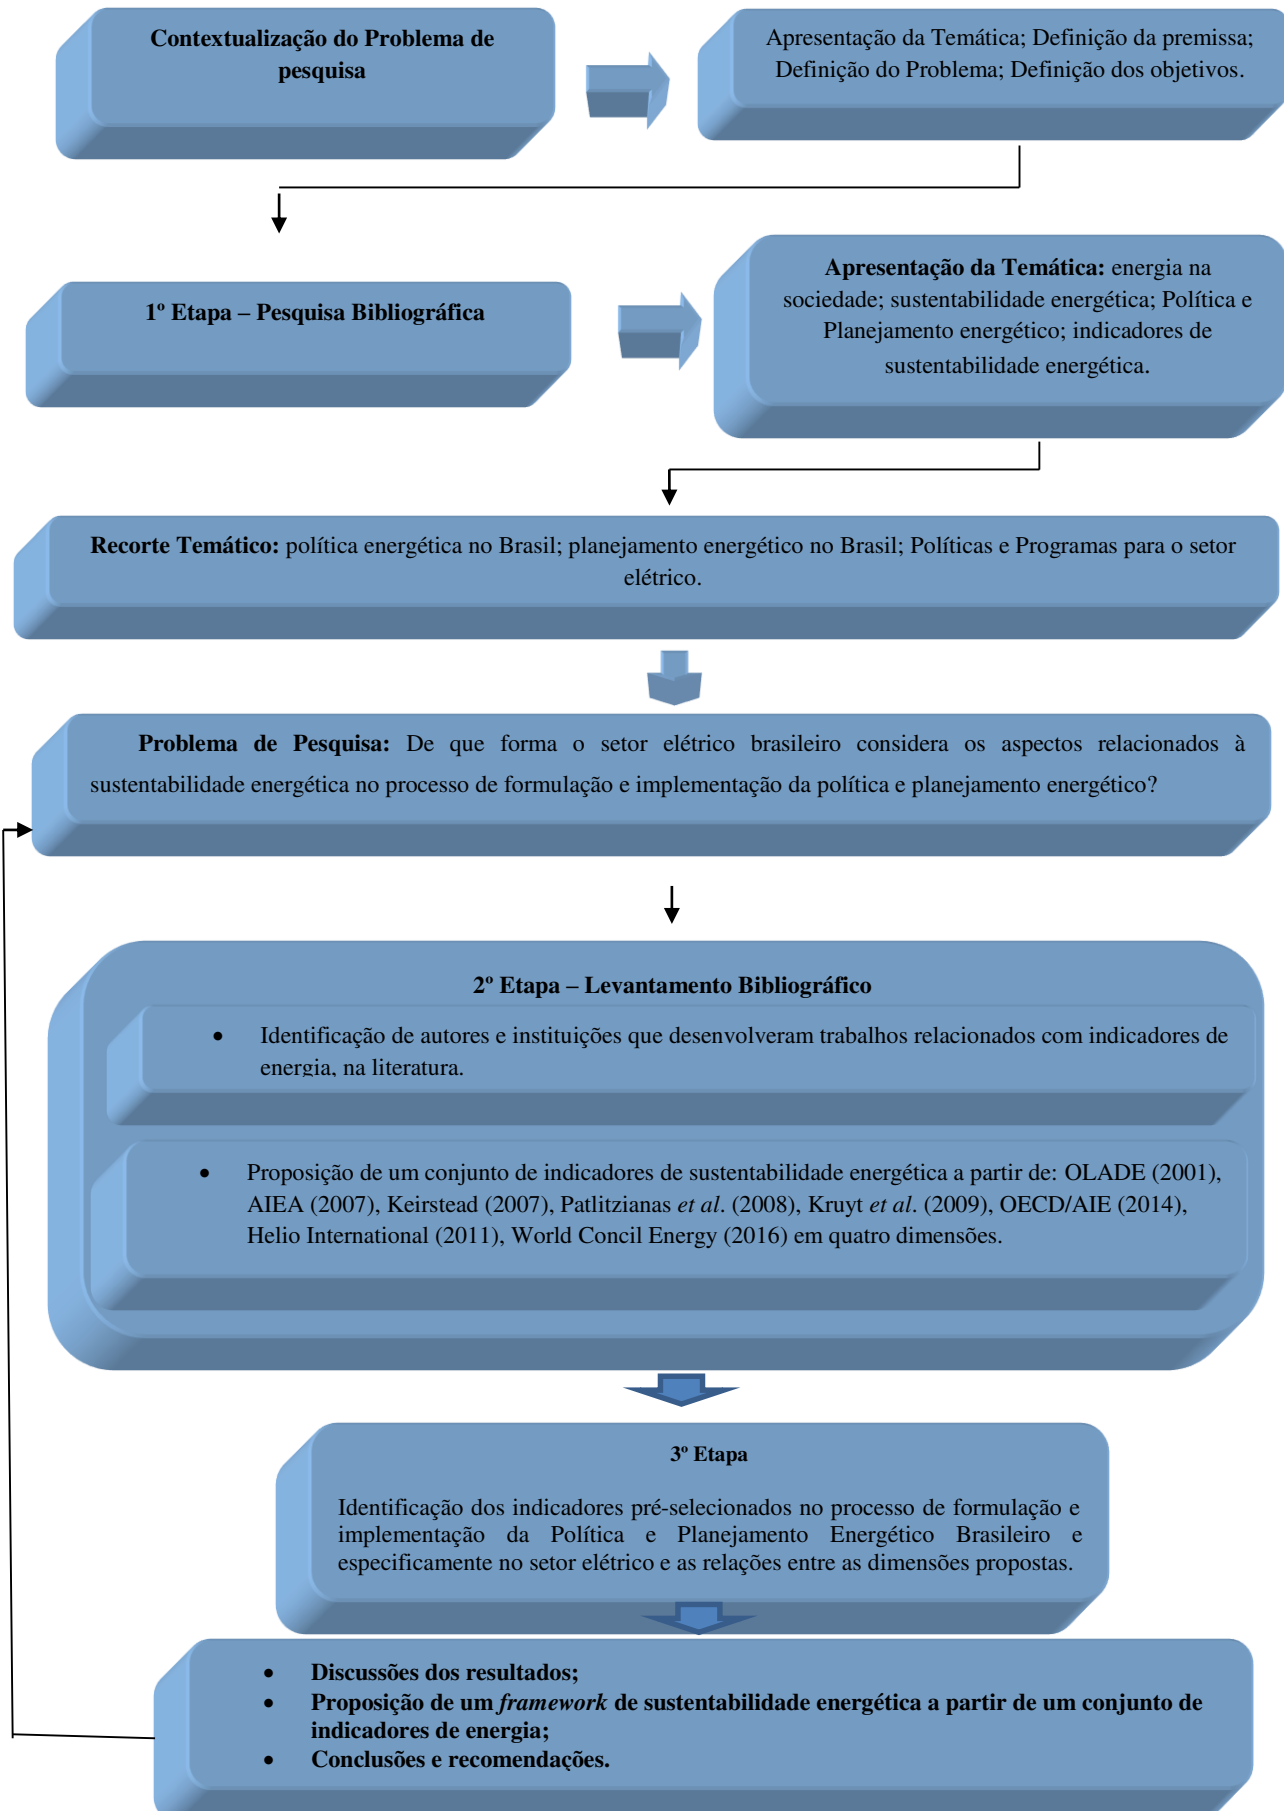 Contextualização do Problema de
pesquisa
Apresentação da Temática; Definição da premissa;
Definição do Problema; Definição dos objetivos.
1º Etapa – Pesquisa Bibliográfica
Apresentação da Temática: energia na
sociedade; sustentabilidade energética; Política e
Planejamento energético; indicadores de
sustentabilidade energética.
Recorte Temático: política energética no Brasil; planejamento energético no Brasil; Políticas e Programas para o setor
elétrico.
Problema de Pesquisa: De que forma o setor elétrico brasileiro considera os aspectos relacionados à
sustentabilidade energética no processo de formulação e implementação da política e planejamento energético?
2º Etapa – Levantamento Bibliográfico
• Identificação de autores e instituições que desenvolveram trabalhos relacionados com indicadores de
energia, na literatura.
• Proposição de um conjunto de indicadores de sustentabilidade energética a partir de: OLADE (2001),
AIEA (2007), Keirstead (2007), Patlitzianas et al. (2008), Kruyt et al. (2009), OECD/AIE (2014),
Helio International (2011), World Concil Energy (2016) em quatro dimensões.
3º Etapa
Identificação dos indicadores pré-selecionados no processo de formulação e
implementação da Política e Planejamento Energético Brasileiro e
especificamente no setor elétrico e as relações entre as dimensões propostas.
• Discussões dos resultados;
• Proposição de um framework de sustentabilidade energética a partir de um conjunto de
indicadores de energia;
• Conclusões e recomendações.